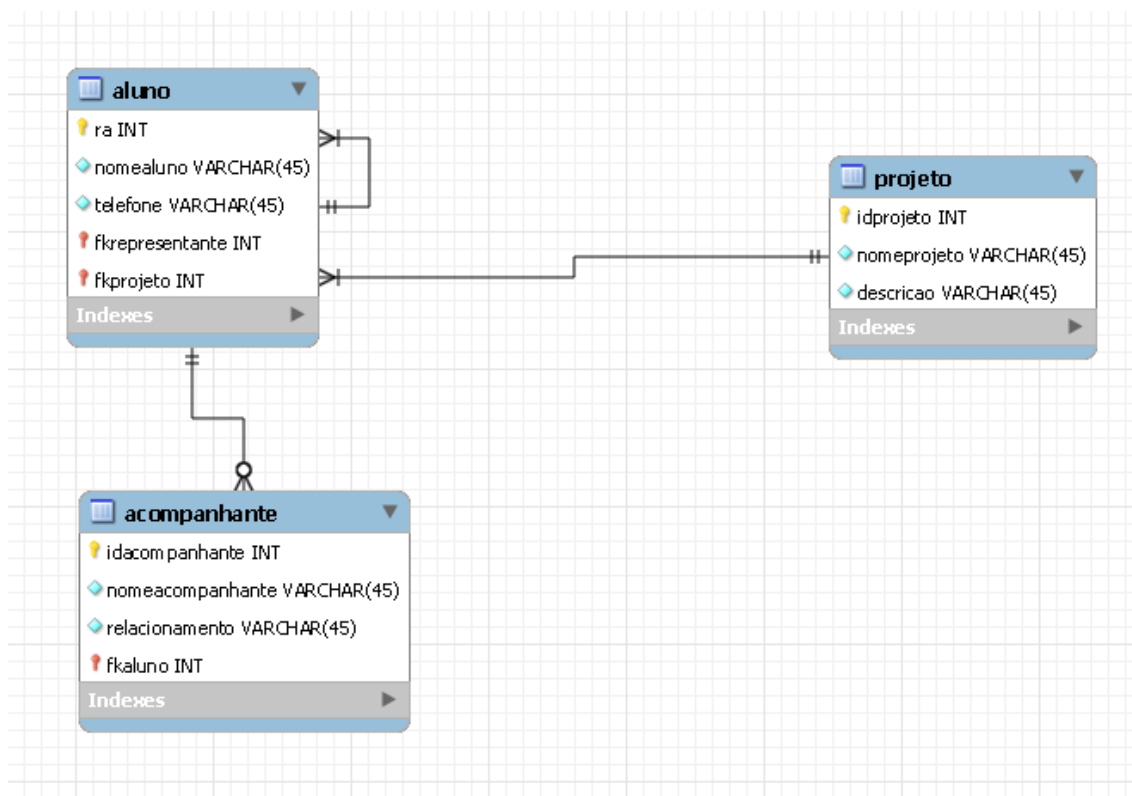 aluno
ra INT
nomealuno VARCHAR(45)
telefone VARCHAR(45)
fkrepresentante INT
fkprojeto INT
Indexes
projeto
idprojeto INT
nomeprojeto VARCHAR(45)
descricao VARCHAR(45)
Indexes
acompanhante
idacompanhante INT
nomeacompanhante VARCHAR(45)
relacionamento VARCHAR(45)
fkaluno INT
Indexes